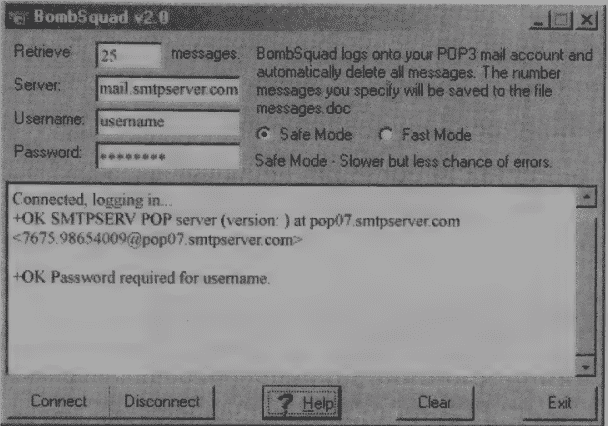 BombSquad v2.0
Retrieve 25 messages.
Server: mail.smtpserver.com
Username: username
Password: ********
BombSquad logs onto your POP3 mail account and
automatically delete all messages. The number
messages you specify will be saved to the file
messages.doc
Safe Mode Fast Mode
Safe Mode - Slower but less chance of errors.
Connected, logging in...
+OK SMTPSERV POP server (version: ) at pop07.smtpserver.com
<7675.98654009@pop07.smtpserver.com>
+OK Password required for username.
Connect Disconnect ? Help Clear Exit